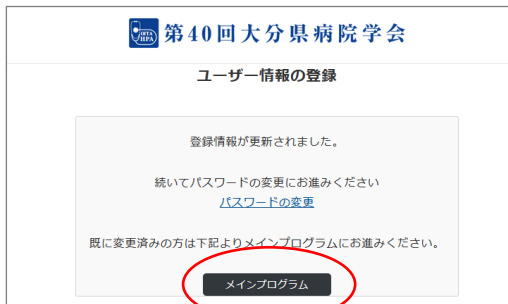 OITA
HPA
第40回大分県病院学会
ユーザー情報の登録
登録情報が更新されました。
続いてパスワードの変更にお進みください
パスワードの変更
既に変更済みの方は下記よりメインプログラムにお進みください。
メインプログラム